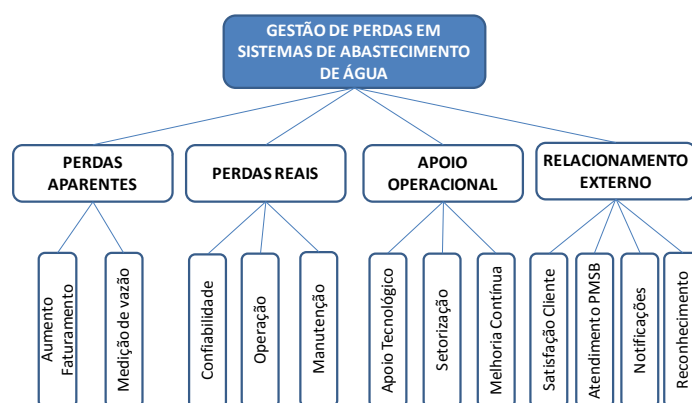 GESTÃO DE PERDAS EM
SISTEMAS DE ABASTECIMENTO
DE ÁGUA
PERDAS
APARENTES
PERDAS REAIS
APOIO
OPERACIONAL
RELACIONAMENTO
EXTERNO
Aumento
Faturamento
Medição de vazão
Confiabilidade
Operação
Manutenção
Apoio Tecnológico
Setorização
Melhoria Contínua
Satisfação Cliente
Atendimento PMSB
Notificações
Reconhecimento